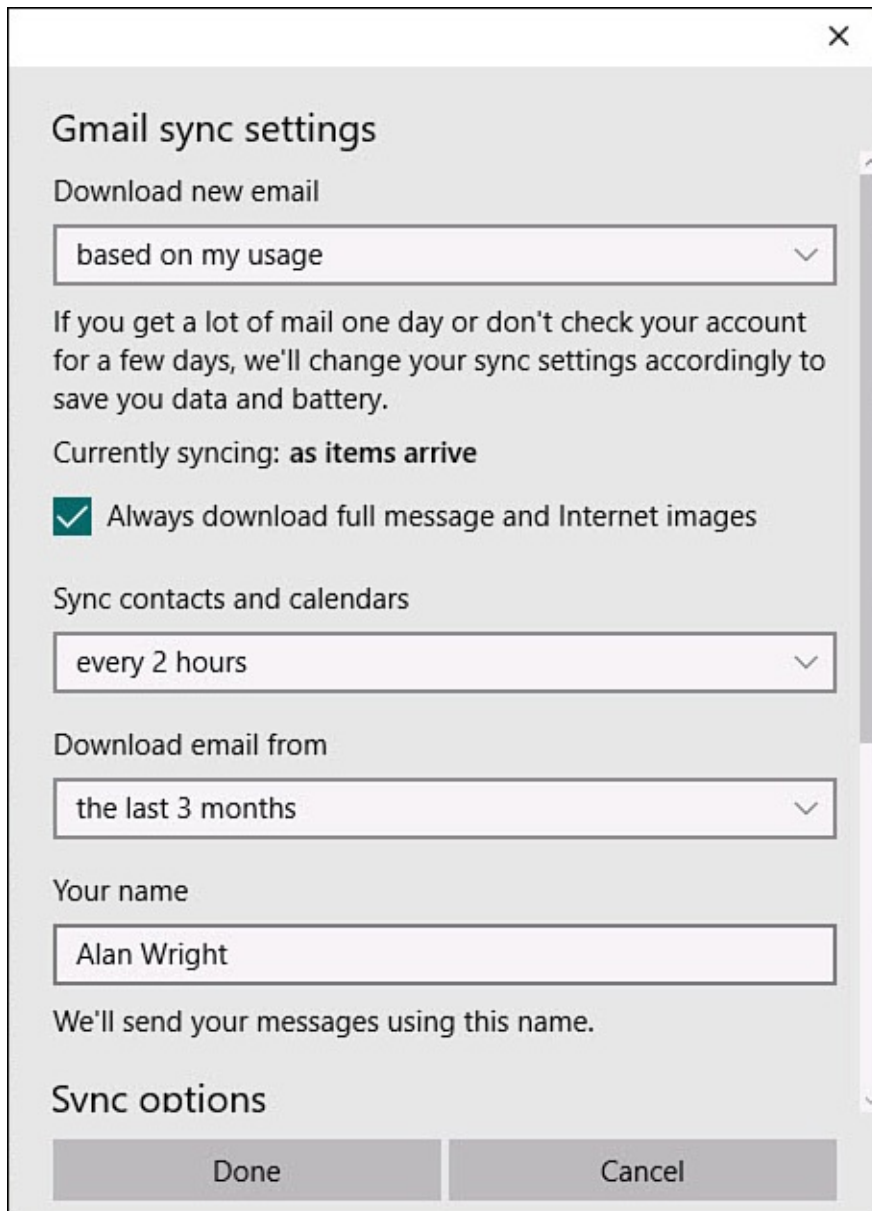 Gmail sync settings
Download new email
based on my usage
If you get a lot of mail one day or don't check your account
for a few days, we'll change your sync settings accordingly to
save you data and battery.
Currently syncing: as items arrive
Always download full message and Internet images
Sync contacts and calendars
every 2 hours
Download email from
the last 3 months
Your name
Alan Wright
We'll send your messages using this name.
Sync options
Done Cancel